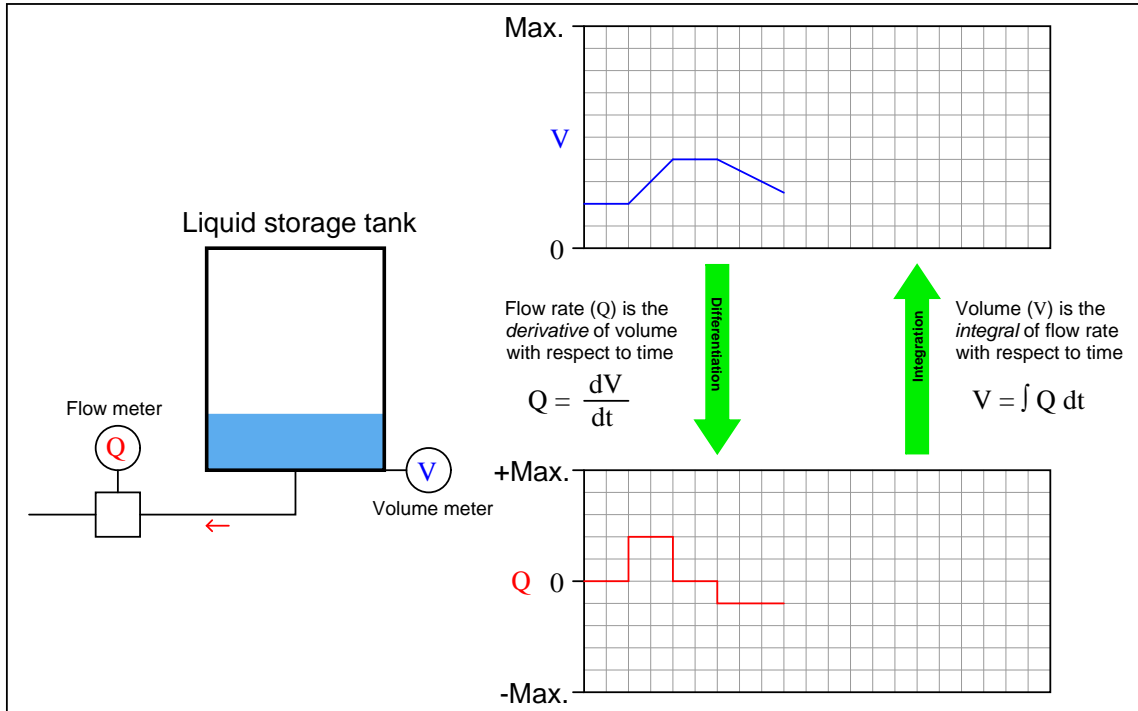 Max.
V
0
Liquid storage tank
Flow meter
Q
V
Volume meter
Flow rate (Q) is the
derivative of volume
with respect to time
Q = dV
dt
Differentiation
Integration
Volume (V) is the
integral of flow rate
with respect to time
V = ∫ Q dt
+Max.
Q 0
-Max.